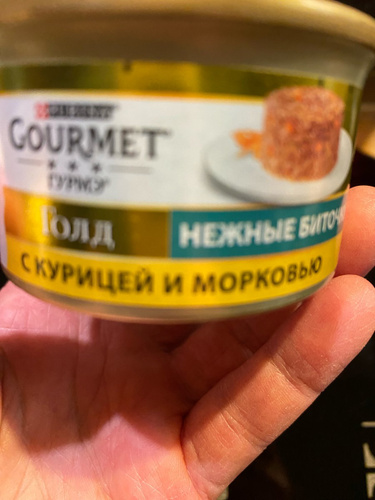 PURINA
GOURMET
ГУРМЭ
Голд
НЕЖНЫЕ БИТОЧ
С КУРИЦЕЙ И МОРКОВЬЮ